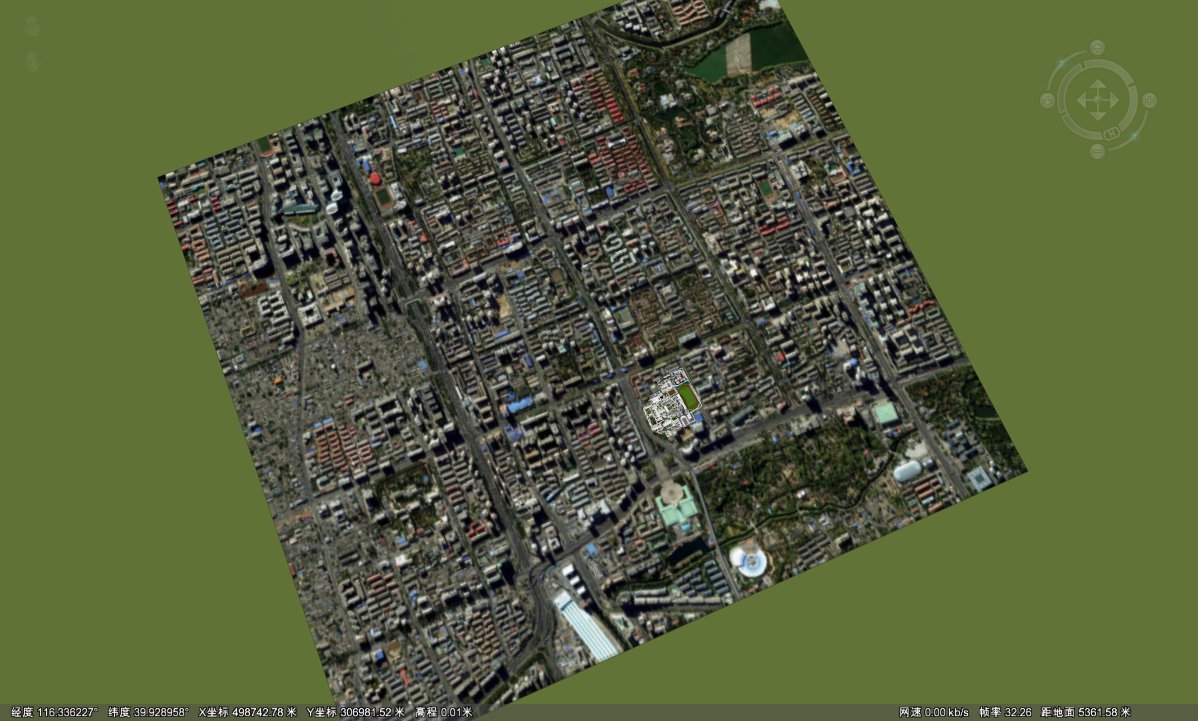 经度 116.336227° 纬度 39.928958° X坐标 498742.78 米 Y坐标 306981.52 米 高程 0.01米 网速 0.00 kb/s 帧率 32.26 距地面 5361.58 米